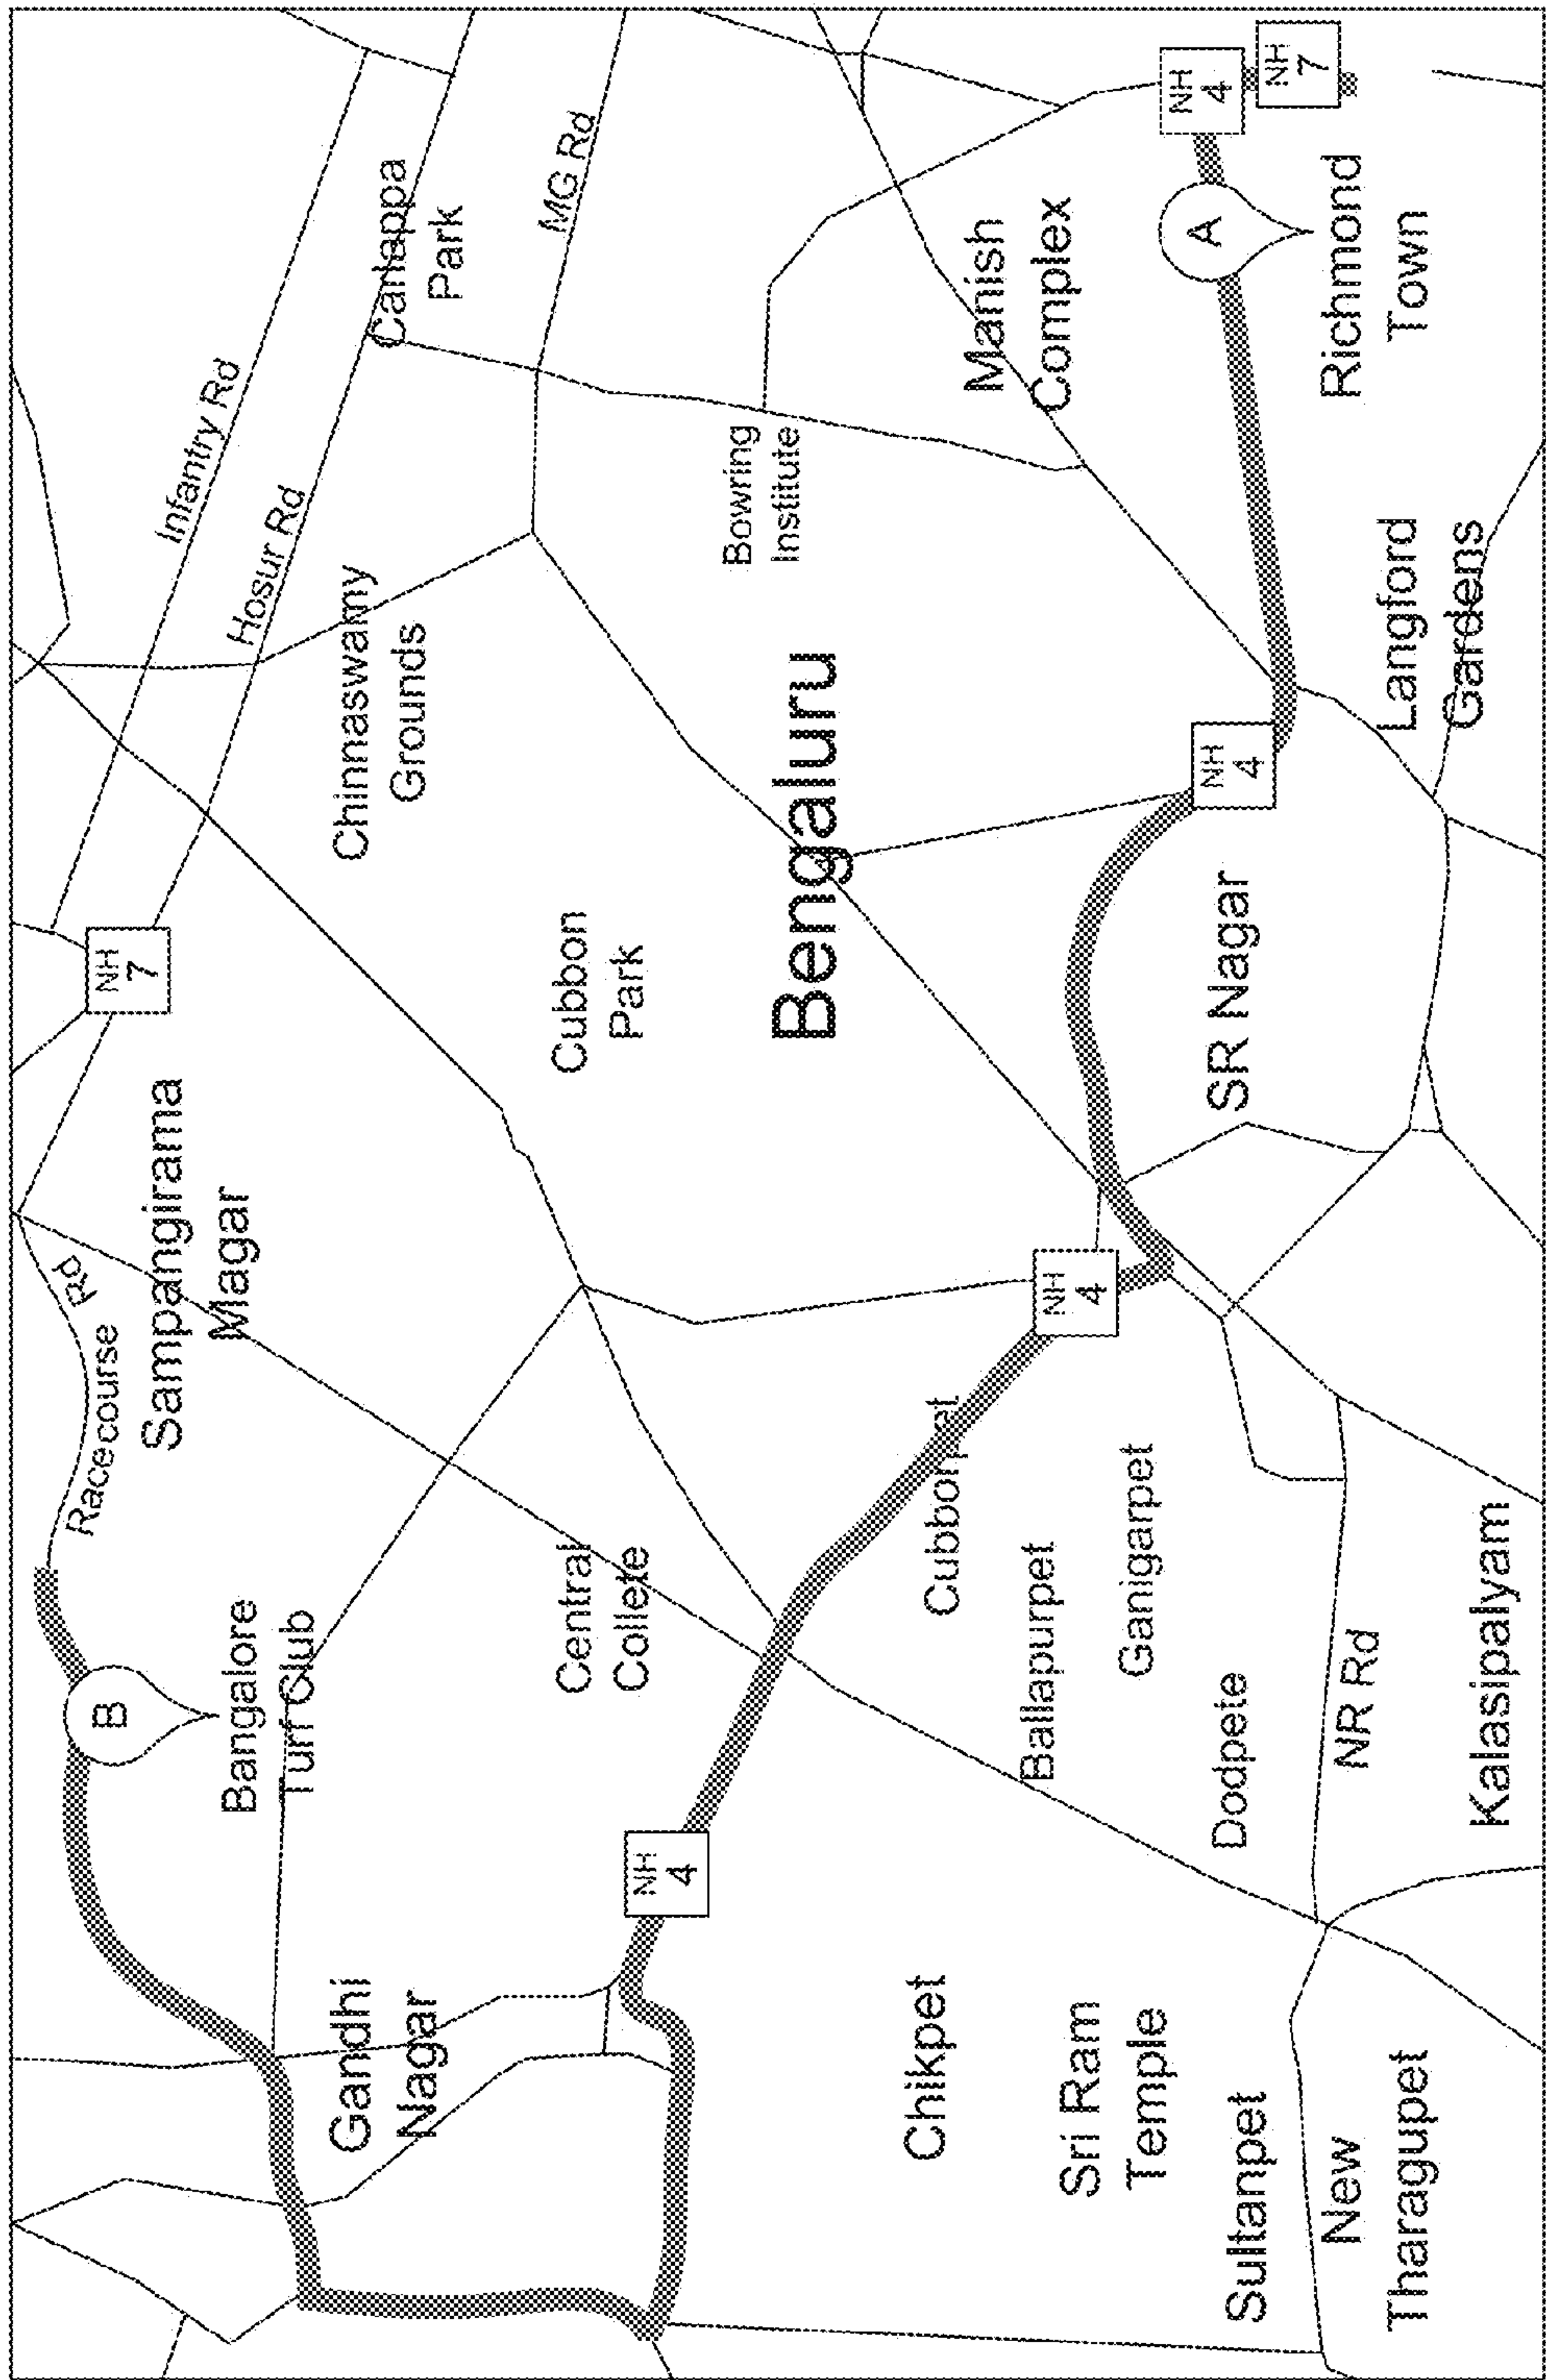 B
Racecourse Rd
NH
7
Infantry Rd
Hosur Rd
Sampangirama
Magar
Bangalore
Turf Club
Gandhi
Nagar
Chinnaswamy
Grounds
Cariappa
Park
MG Rd
Central
Collete
Cubbon
Park
NH
4
Bowring
Institute
Bengaluru
Chikpet
Cubbonpet
Manish
Complex
Ballapurpet
NH
4
Sri Ram
Temple
Ganigarpet
A
NH
4
NH
7
NH
4
SR Nagar
Dodpete
Sultanpet
Richmond
Town
NR Rd
New
Tharagupet
Langford
Gardens
Kalasipalyam